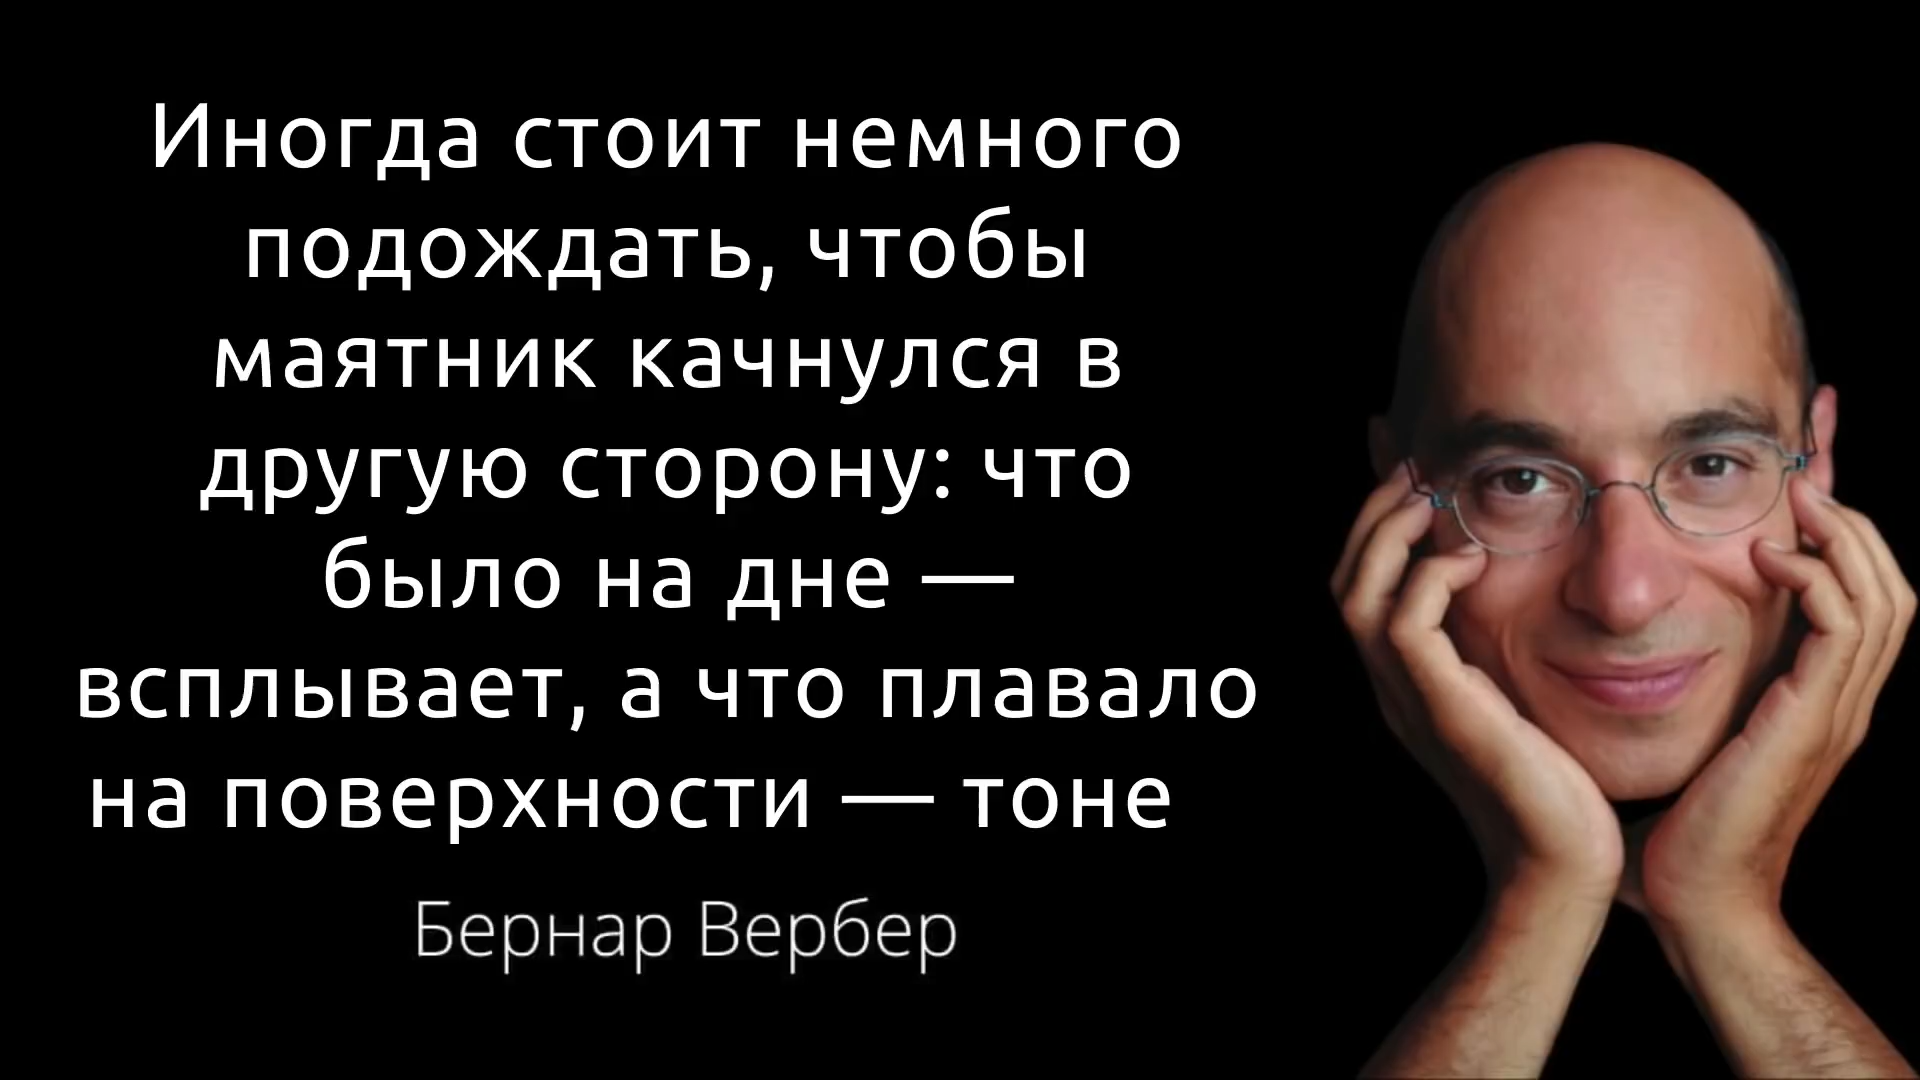 Иногда стоит немного
подождать, чтобы
маятник качнулся в
другую сторону: что
было на дне —
всплывает, а что плавало
на поверхности — тоне
Бернар Вербер